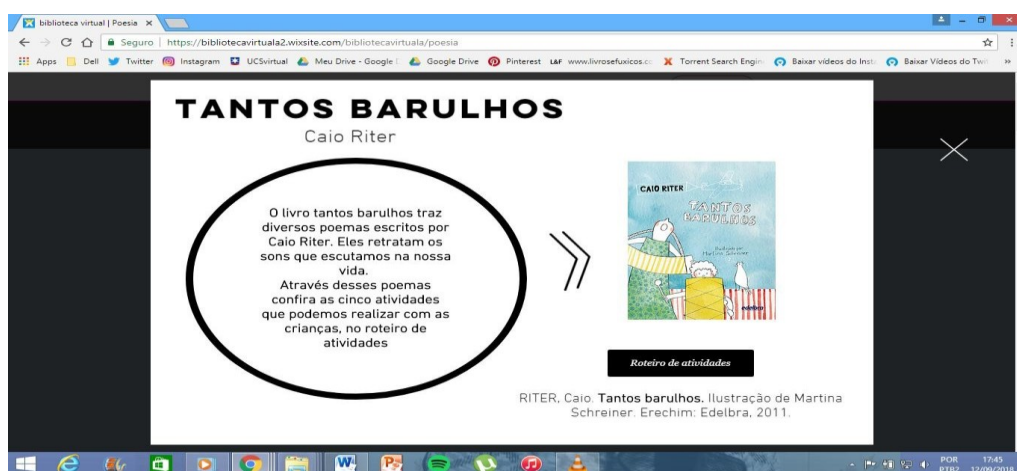 biblioteca virtual | Poesia
Seguro | https://bibliotecavirtuala2.wixsite.com/bibliotecavirtuala/poesia
Apps Dell Twitter Instagram UCSvirtual Meu Drive - Google Google Drive Pinterest L&F www.livrosefuxicos.co Torrent Search Engin Baixar vídeos do Inst Baixar Vídeos do Twi
TANTOS BARULHOS
Caio Riter
O livro tantos barulhos traz
diversos poemas escritos por
Caio Riter. Eles retratam os
sons que escutamos na nossa
vida.
Através desses poemas
confira as cinco atividades
que podemos realizar com as
crianças, no roteiro de
atividades
CAIO RITER
TANTOS
BARULHOS
Martina Schreiner
edelbra
Roteiro de atividades
RITER, Caio. Tantos barulhos. Ilustração de Martina
Schreiner. Erechim: Edelbra, 2011.
POR 17:45
PTB2 12/09/2018